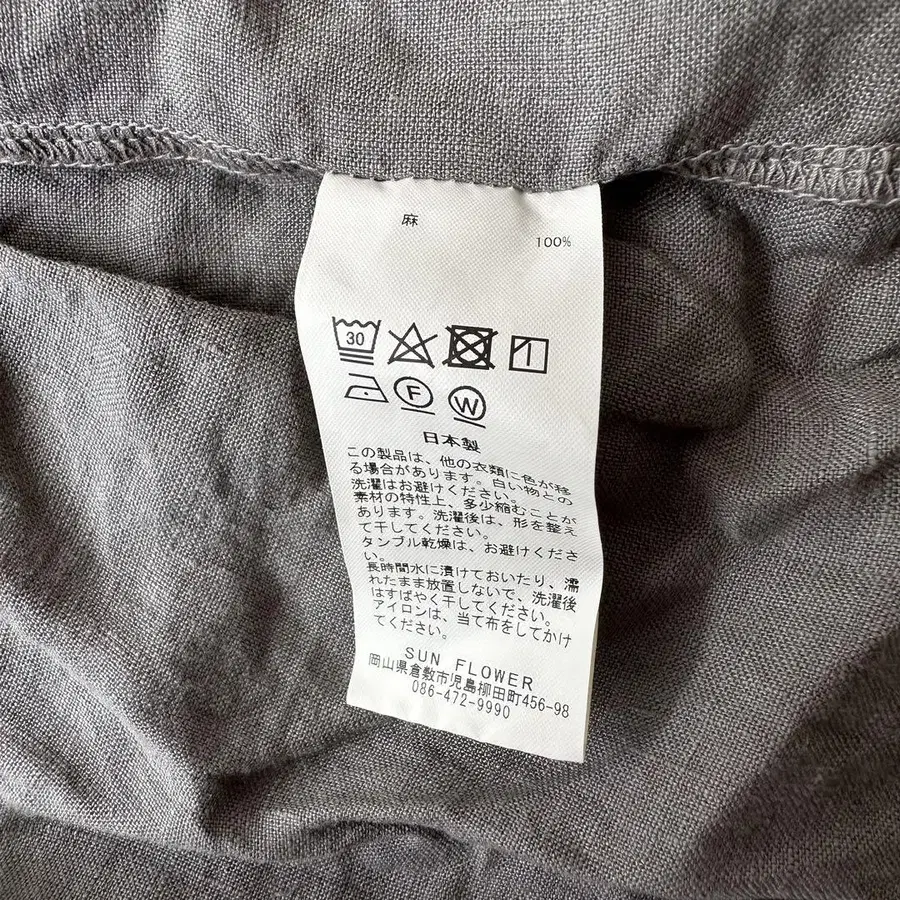 麻
100%
30
F
W
日本製
この製品は、他の衣類に色が移
る場合があります。白い物との
洗濯はお避けください。
素材の特性上、多少縮むことが
あります。洗濯後は、形を整え
て干してください。
タンブル乾燥は、お避けくださ
い。
長時間水に漬けておいたり、濡
れたまま放置しないで、洗濯後
はすばやく干してください。
アイロンは、当て布をしてかけ
てください。
SUN FLOWER
岡山県倉敷市児島柳田町456-98
086-472-9990